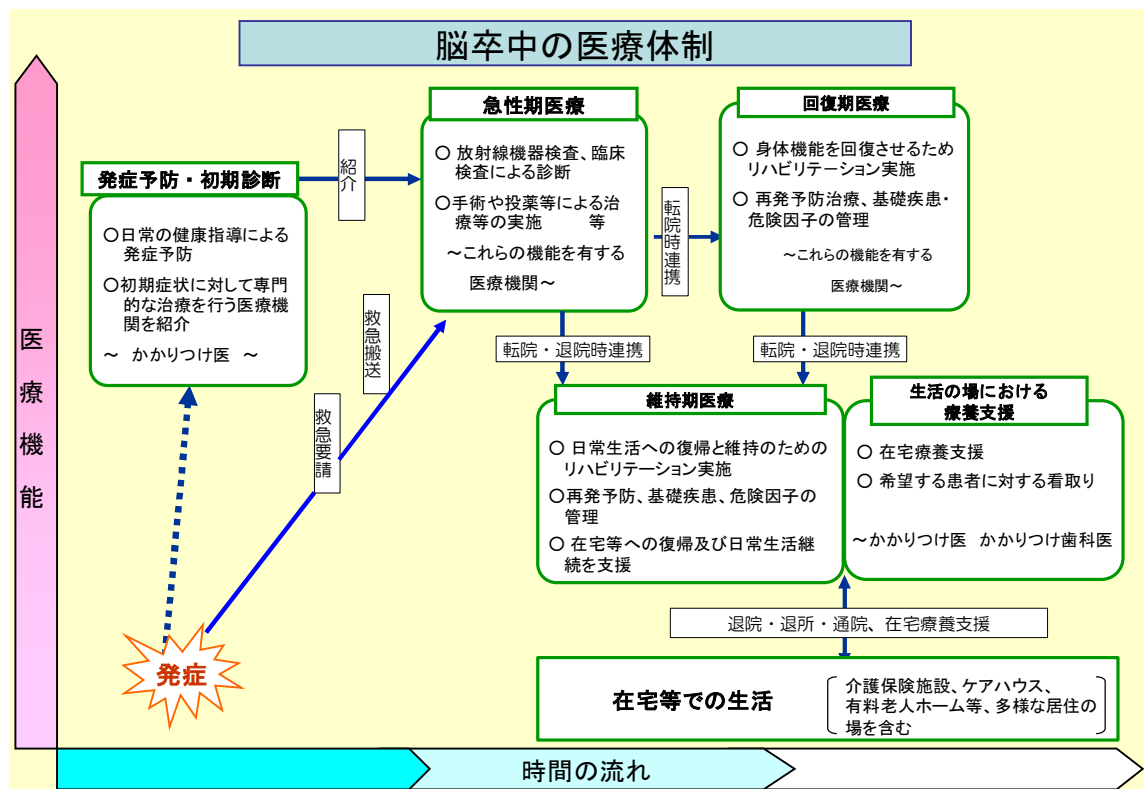 脳卒中の医療体制
医療機能
発症予防・初期診断
〇日常の健康指導による
発症予防
〇初期症状に対して専門
的な治療を行う医療機
関を紹介
～ かかりつけ医 ～
紹介
急性期医療
〇 放射線機器検査、臨床
検査による診断
〇手術や投薬等による治
療等の実施 等
～これらの機能を有する
医療機関～
転院時連携
回復期医療
〇 身体機能を回復させるため
リハビリテーション実施
〇 再発予防治療、基礎疾患・
危険因子の管理
～これらの機能を有する
医療機関～
救急搬送
救急要請
転院・退院時連携
転院・退院時連携
維持期医療
〇 日常生活への復帰と維持のための
リハビリテーション実施
〇再発予防、基礎疾患、危険因子の
管理
〇 在宅等への復帰及び日常生活継
続を支援
生活の場における
療養支援
〇 在宅療養支援
〇 希望する患者に対する看取り
～かかりつけ医 かかりつけ歯科医
発症
退院・退所・通院、在宅療養支援
在宅等での生活
介護保険施設、ケアハウス、
有料老人ホーム等、多様な居住の
場を含む
時間の流れ